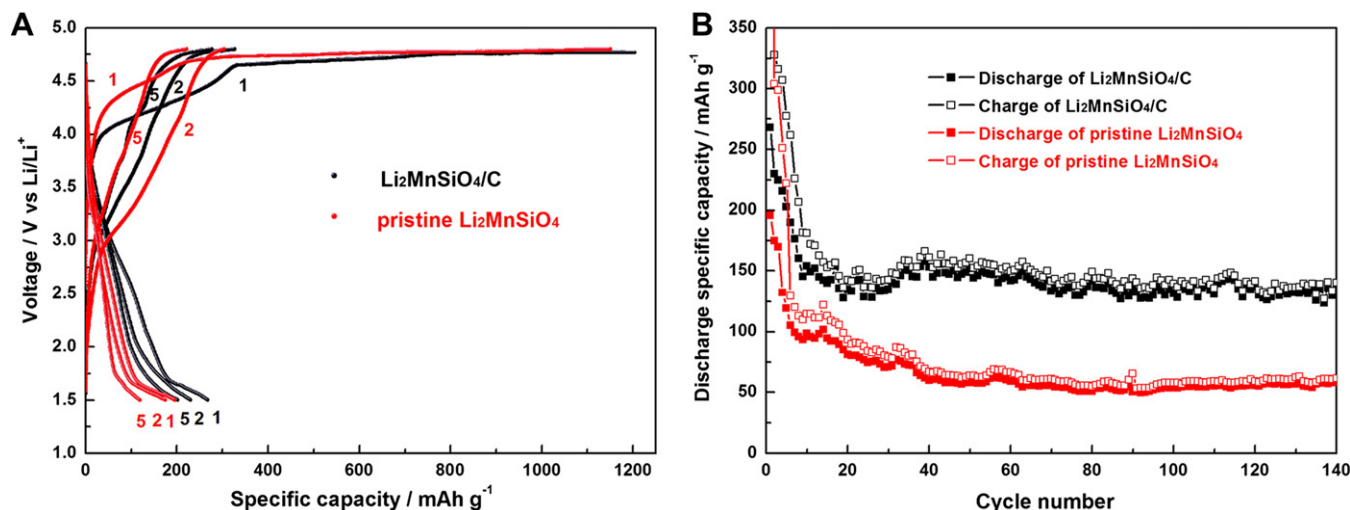 A
5.0
4.5
4.0
3.5
3.0
2.5
2.0
1.5
1.0
Voltage / V vs Li/Li⁺
0
200
400
600
800
1000
1200
Specific capacity / mAh g⁻¹
1
5
2
1
5
2
Li₂MnSiO₄/C
pristine Li₂MnSiO₄
5 2 1
5 2 1
B
350
300
250
200
150
100
50
0
Discharge specific capacity / mAh g⁻¹
0
20
40
60
80
100
120
140
Cycle number
Discharge of Li₂MnSiO₄/C
Charge of Li₂MnSiO₄/C
Discharge of pristine Li₂MnSiO₄
Charge of pristine Li₂MnSiO₄